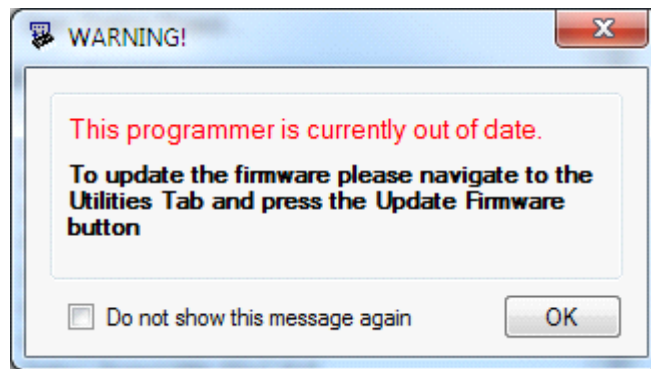 WARNING!
This programmer is currently out of date.
To update the firmware please navigate to the
Utilities Tab and press the Update Firmware
button
Do not show this message again
OK